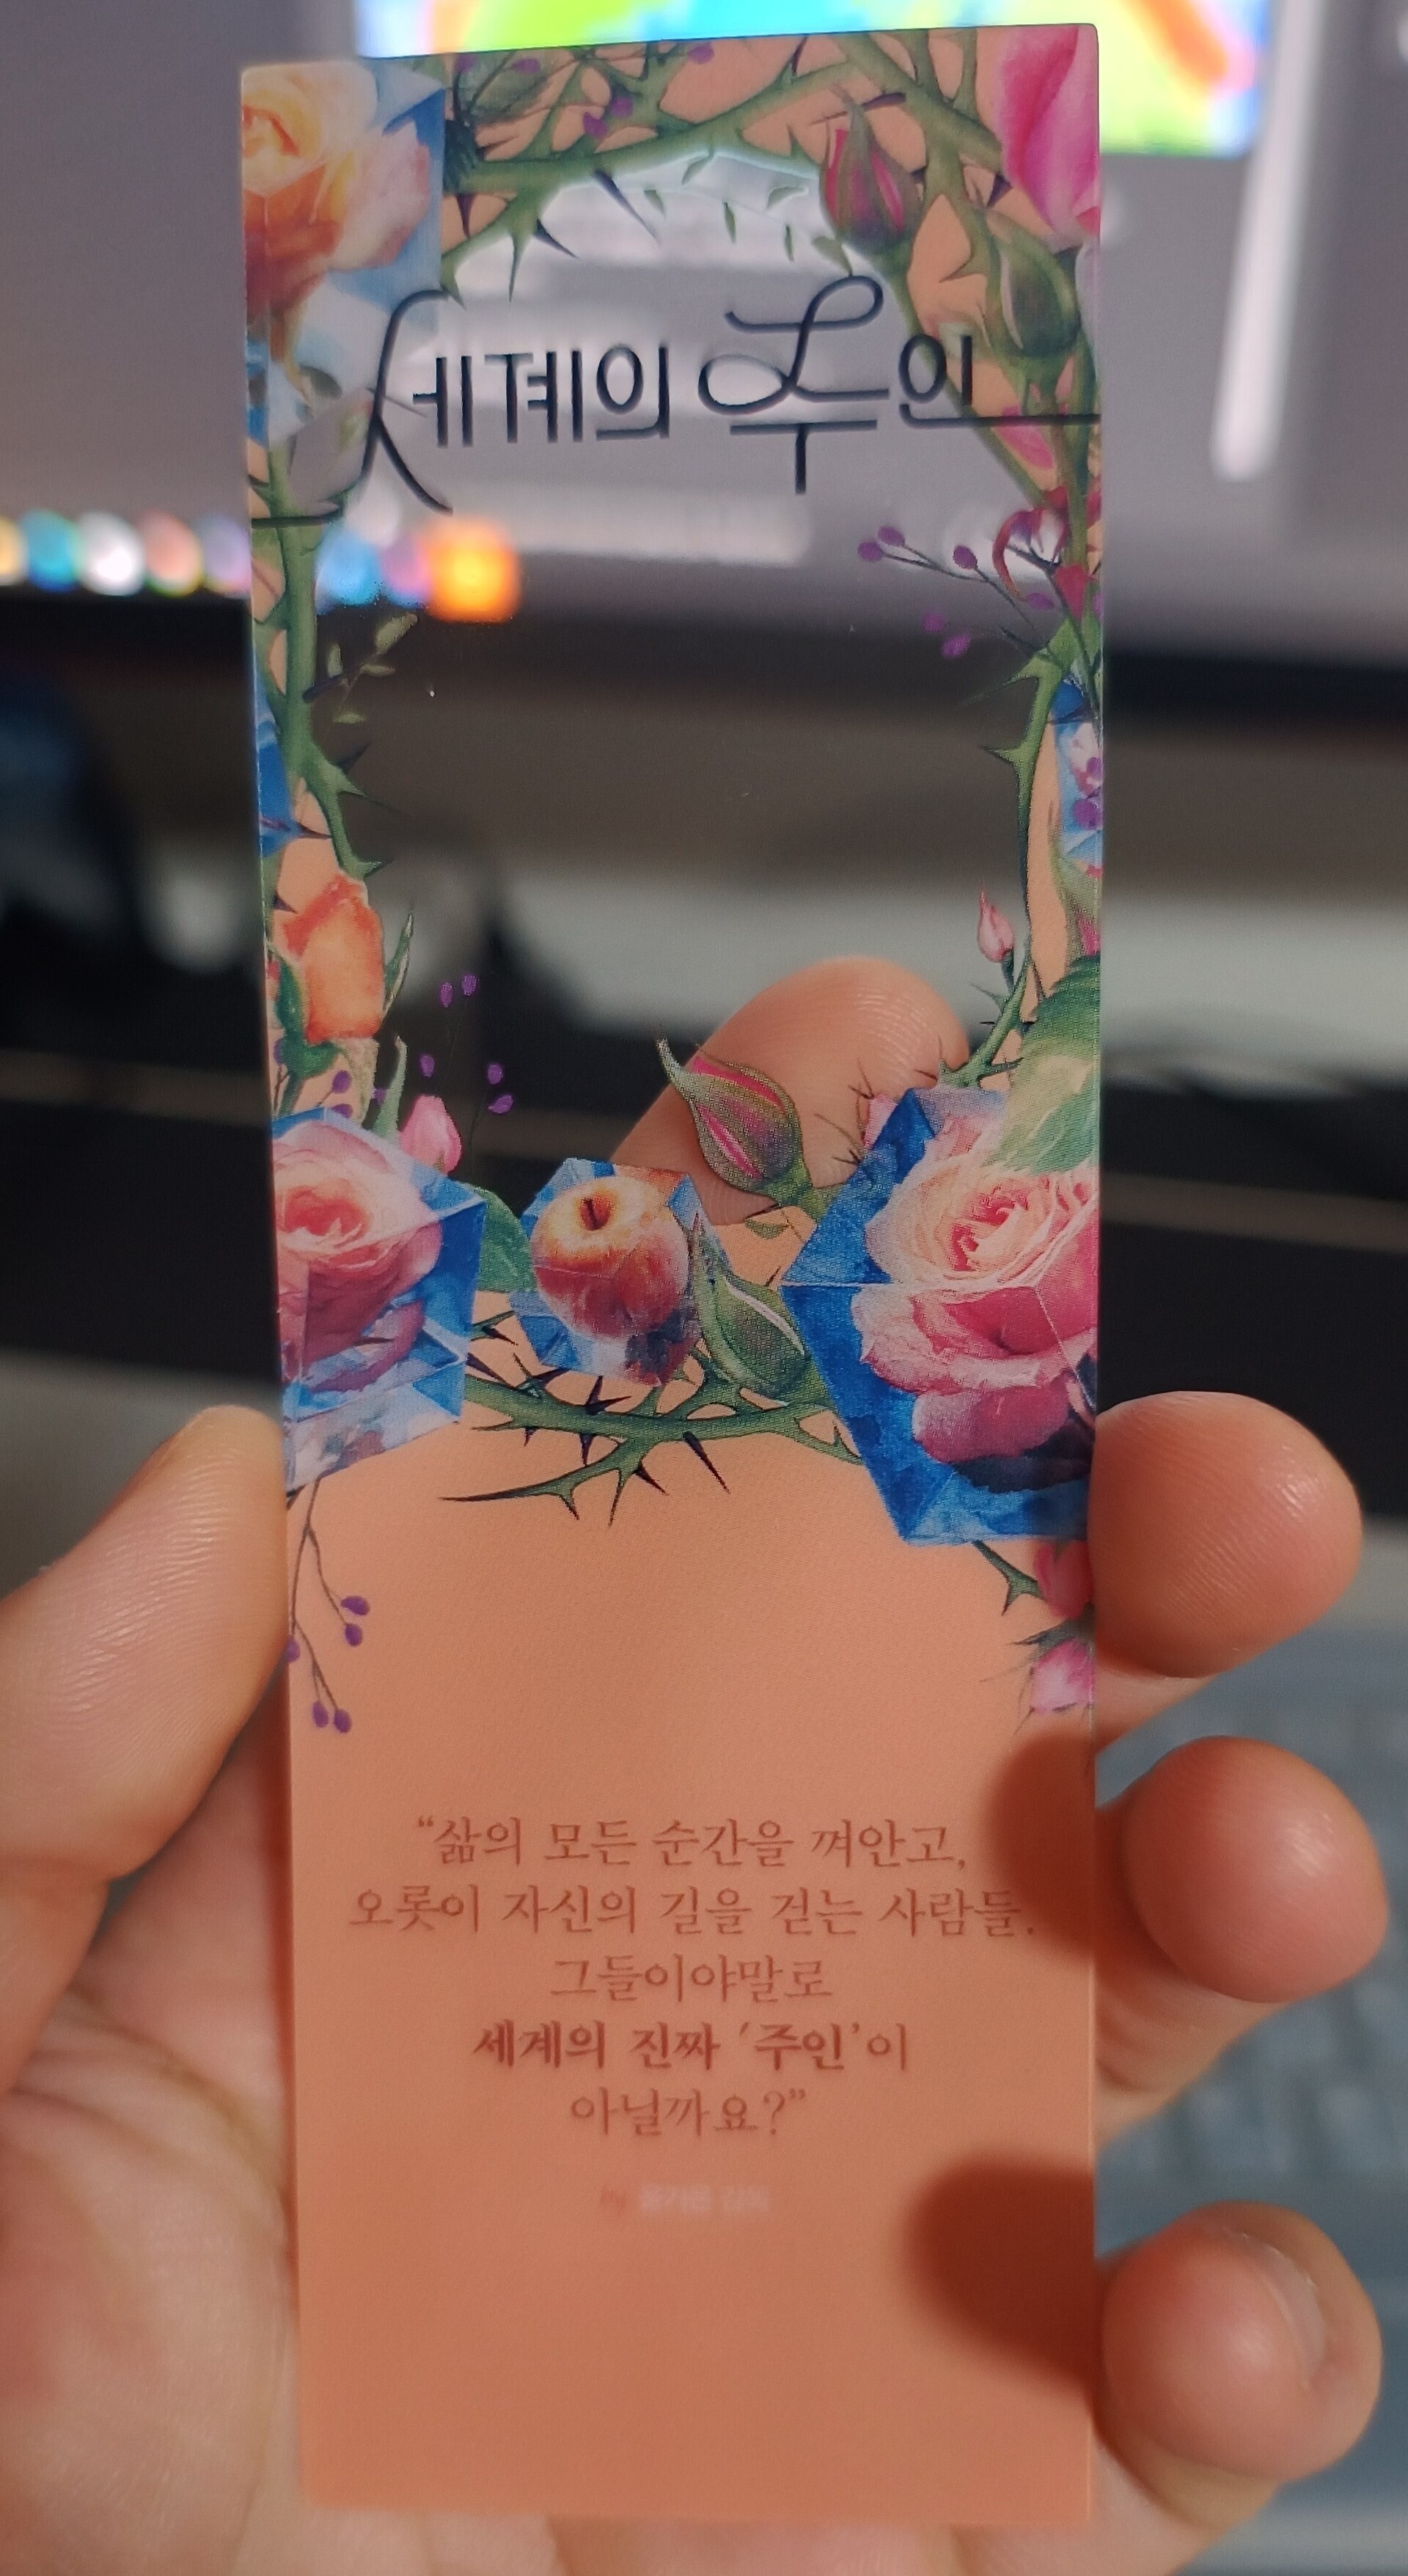 세계의 주인
“삶의 모든 순간을 껴안고,
오롯이 자신의 길을 걷는 사람들.
그들이야말로
세계의 진짜 ‘주인’이
아닐까요?”
by